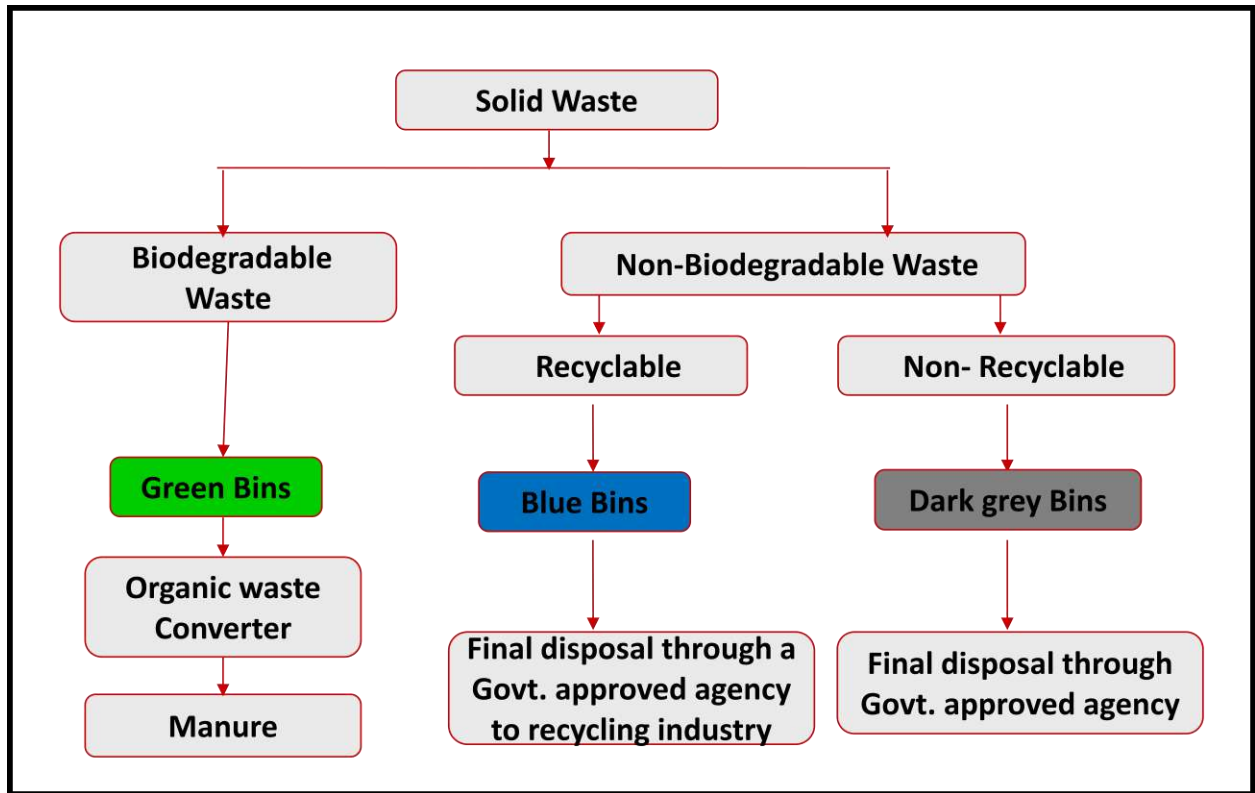 Solid Waste
Biodegradable
Waste
Non-Biodegradable Waste
Recyclable
Non- Recyclable
Green Bins
Blue Bins
Dark grey Bins
Organic waste
Converter
Final disposal through a
Govt. approved agency
to recycling industry
Final disposal through
Govt. approved agency
Manure